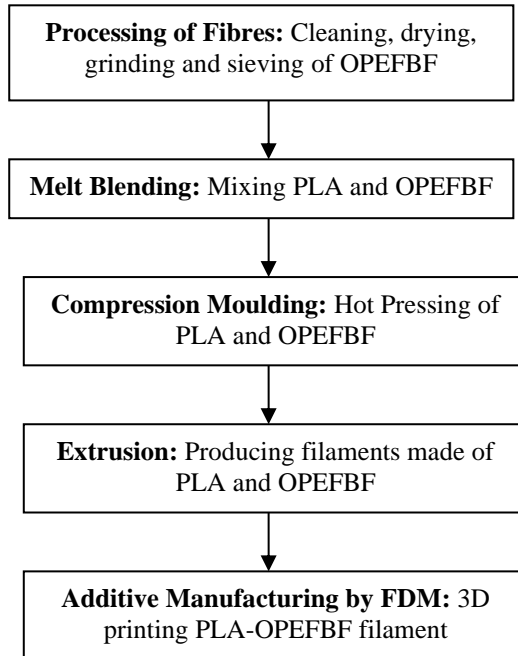 Processing of Fibres: Cleaning, drying,
grinding and sieving of OPEFBF
Melt Blending: Mixing PLA and OPEFBF
Compression Moulding: Hot Pressing of
PLA and OPEFBF
Extrusion: Producing filaments made of
PLA and OPEFBF
Additive Manufacturing by FDM: 3D
printing PLA-OPEFBF filament